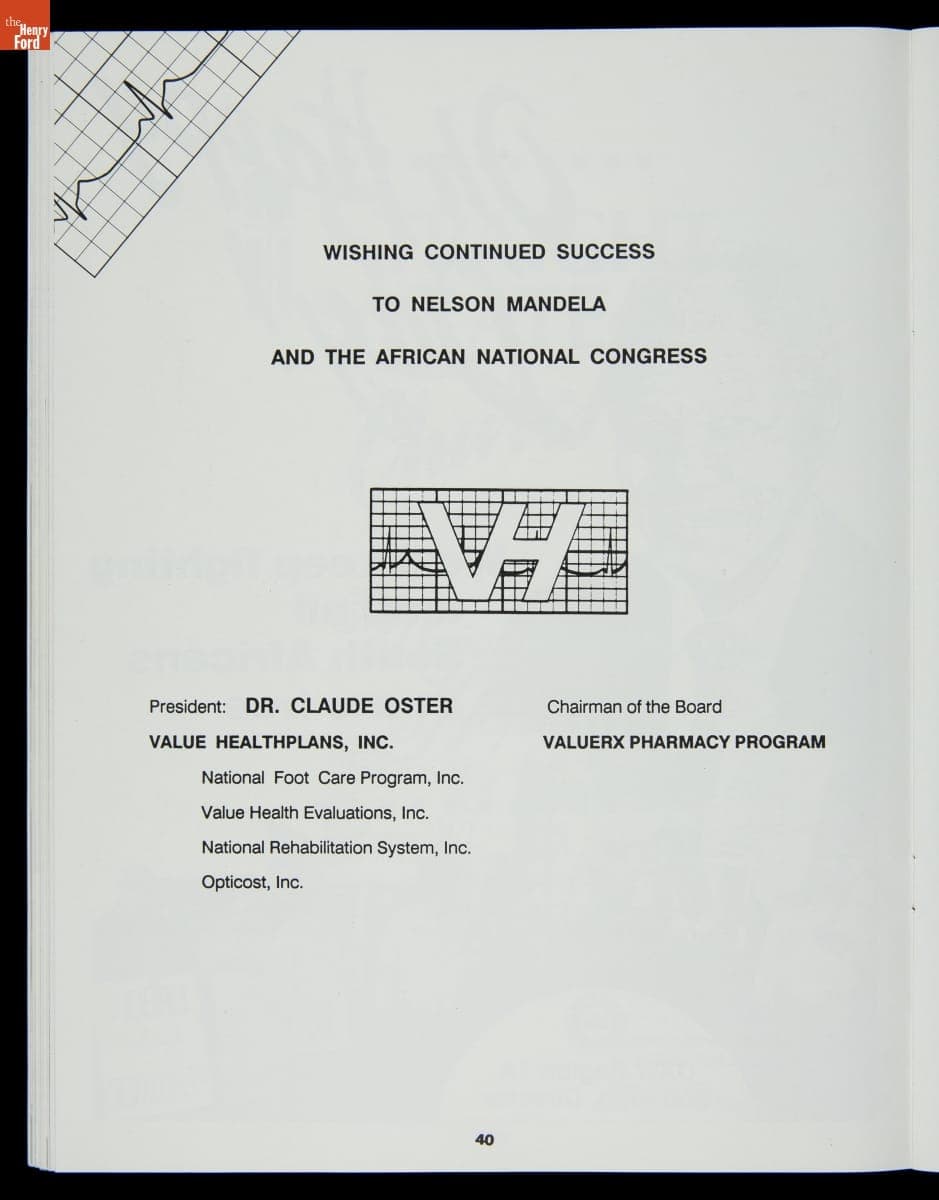 the
Henry
Ford
WISHING CONTINUED SUCCESS
TO NELSON MANDELA
AND THE AFRICAN NATIONAL CONGRESS
VH
President: DR. CLAUDE OSTER
Chairman of the Board
VALUE HEALTHPLANS, INC.
VALUERX PHARMACY PROGRAM
National Foot Care Program, Inc.
Value Health Evaluations, Inc.
National Rehabilitation System, Inc.
Opticost, Inc.
40